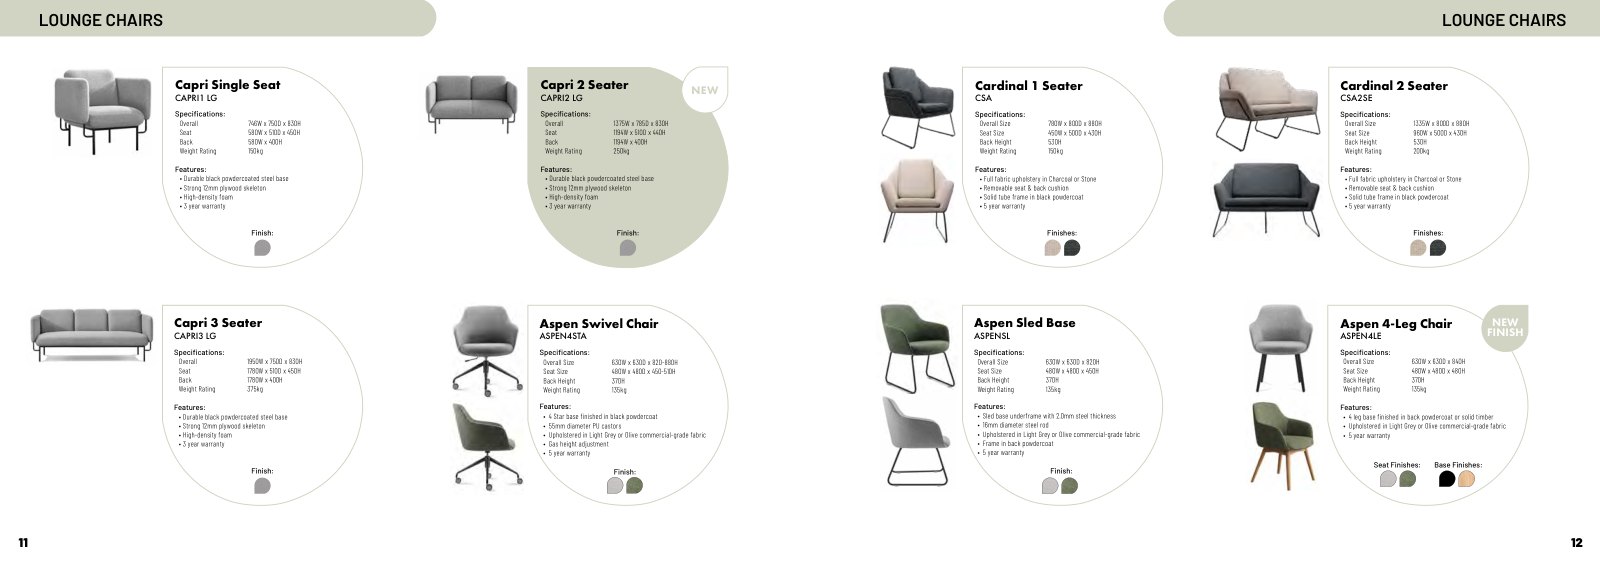 LOUNGE CHAIRS
LOUNGE CHAIRS
Capri Single Seat
CAPRI1 LG
Specifications:
Overall 746W x 750D x 830H
Seat 580W x 510D x 450H
Back 580W x 400H
Weight Rating 150kg
Features:
• Durable black powdercoated steel base
• Strong 12mm plywood skeleton
• High-density foam
• 3 year warranty
Finish:
Capri 2 Seater
CAPRI2 LG
NEW
Specifications:
Overall 1375W x 785D x 830H
Seat 1194W x 510D x 440H
Back 1194W x 400H
Weight Rating 250kg
Features:
• Durable black powdercoated steel base
• Strong 12mm plywood skeleton
• High-density foam
• 3 year warranty
Finish:
Cardinal 1 Seater
CSA
Specifications:
Overall Size 780W x 800D x 880H
Seat Size 450W x 500D x 430H
Back Height 530H
Weight Rating 150kg
Features:
• Full fabric upholstery in Charcoal or Stone
• Removable seat & back cushion
• Solid tube frame in black powdercoat
• 5 year warranty
Finishes:
Cardinal 2 Seater
CSA2SE
Specifications:
Overall Size 1335W x 800D x 880H
Seat Size 960W x 500D x 430H
Back Height 530H
Weight Rating 200kg
Features:
• Full fabric upholstery in Charcoal or Stone
• Removable seat & back cushion
• Solid tube frame in black powdercoat
• 5 year warranty
Finishes:
Capri 3 Seater
CAPRI3 LG
Specifications:
Overall 1950W x 750D x 830H
Seat 1780W x 510D x 450H
Back 1780W x 400H
Weight Rating 375kg
Features:
• Durable black powdercoated steel base
• Strong 12mm plywood skeleton
• High-density foam
• 3 year warranty
Finish:
Aspen Swivel Chair
ASPEN4STA
Specifications:
Overall Size 630W x 630D x 820-880H
Seat Size 480W x 480D x 450-510H
Back Height 370H
Weight Rating 135kg
Features:
• 4 Star base finished in black powdercoat
• 55mm diameter PU castors
• Upholstered in Light Grey or Olive commercial-grade fabric
• Gas height adjustment
• 5 year warranty
Finish:
Aspen Sled Base
ASPENSL
Specifications:
Overall Size 630W x 630D x 820H
Seat Size 480W x 480D x 450H
Back Height 370H
Weight Rating 135kg
Features:
• Sled base underframe with 2.0mm steel thickness
• 16mm diameter steel rod
• Upholstered in Light Grey or Olive commercial-grade fabric
• Frame in back powdercoat
• 5 year warranty
Finish:
Aspen 4-Leg Chair
ASPEN4LE
NEW
FINISH
Specifications:
Overall Size 630W x 630D x 840H
Seat Size 480W x 480D x 480H
Back Height 370H
Weight Rating 135kg
Features:
• 4 leg base finished in back powdercoat or solid timber
• Upholstered in Light Grey or Olive commercial-grade fabric
• 5 year warranty
Seat Finishes: Base Finishes:
11
12